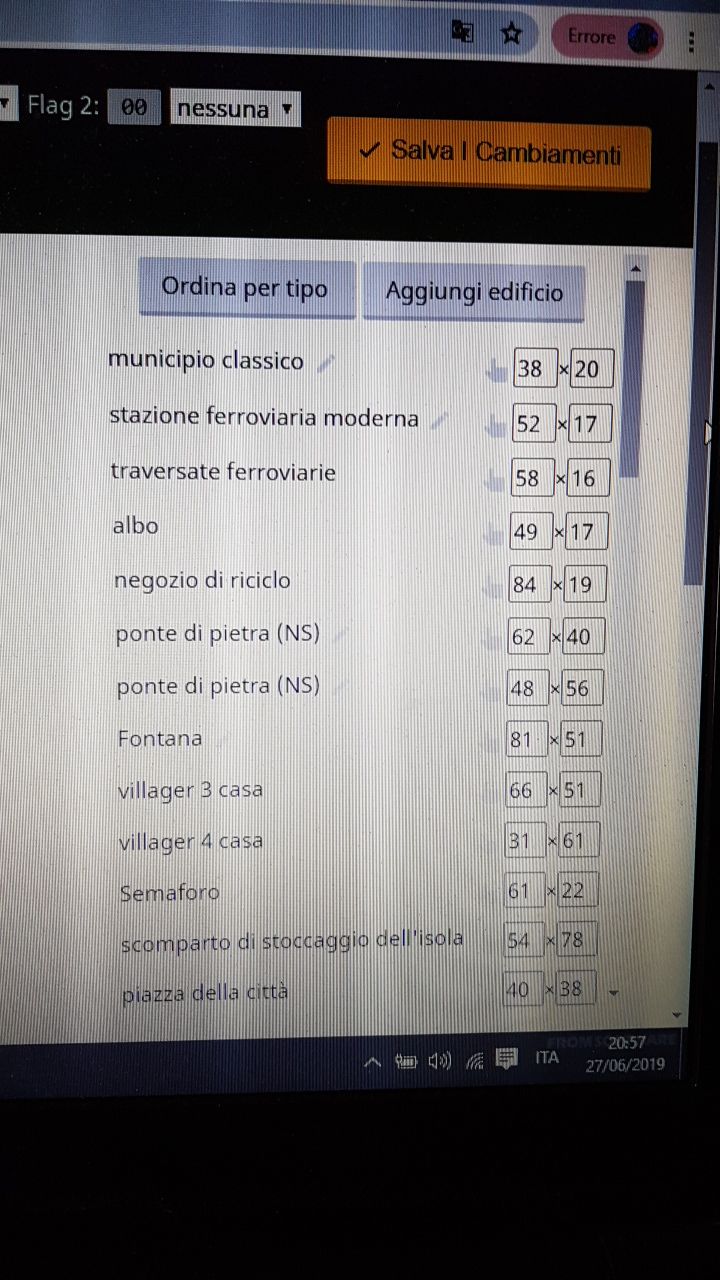 Errore
Flag 2: 00 nessuna
✓ Salva I Cambiamenti
Ordina per tipo Aggiungi edificio
municipio classico 38 × 20
stazione ferroviaria moderna 52 × 17
traversate ferroviarie 58 × 16
albo 49 × 17
negozio di riciclo 84 × 19
ponte di pietra (NS) 62 × 40
ponte di pietra (NS) 48 × 56
Fontana 81 × 51
villager 3 casa 66 × 51
villager 4 casa 31 × 61
Semaforo 61 × 22
scomparto di stoccaggio dell'isola 54 × 78
piazza della città 40 × 38
20:57
ITA 27/06/2019